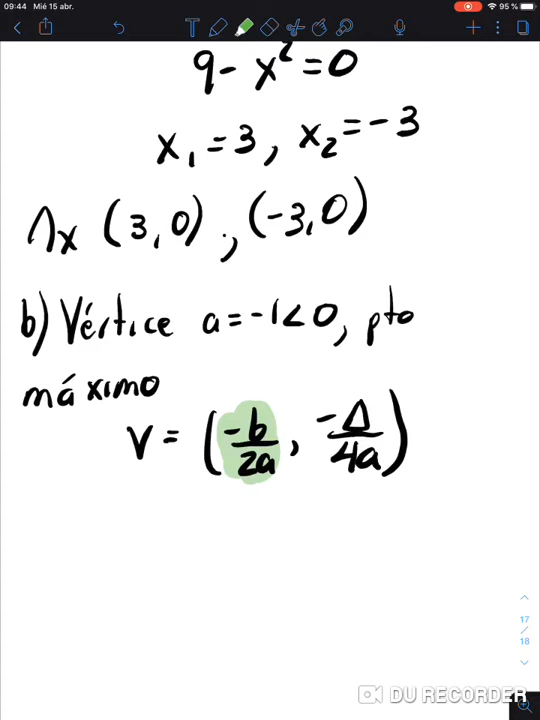 09:44 Mié 15 abr.
95 %
9 - x² = 0
x₁ = 3, x₂ = -3
∩x (3,0) ; (-3,0)
b) Vértice a = -1 < 0, pto
máximo
V = (-b/2a, -Δ/4a)
17
/
18
DU RECORDER